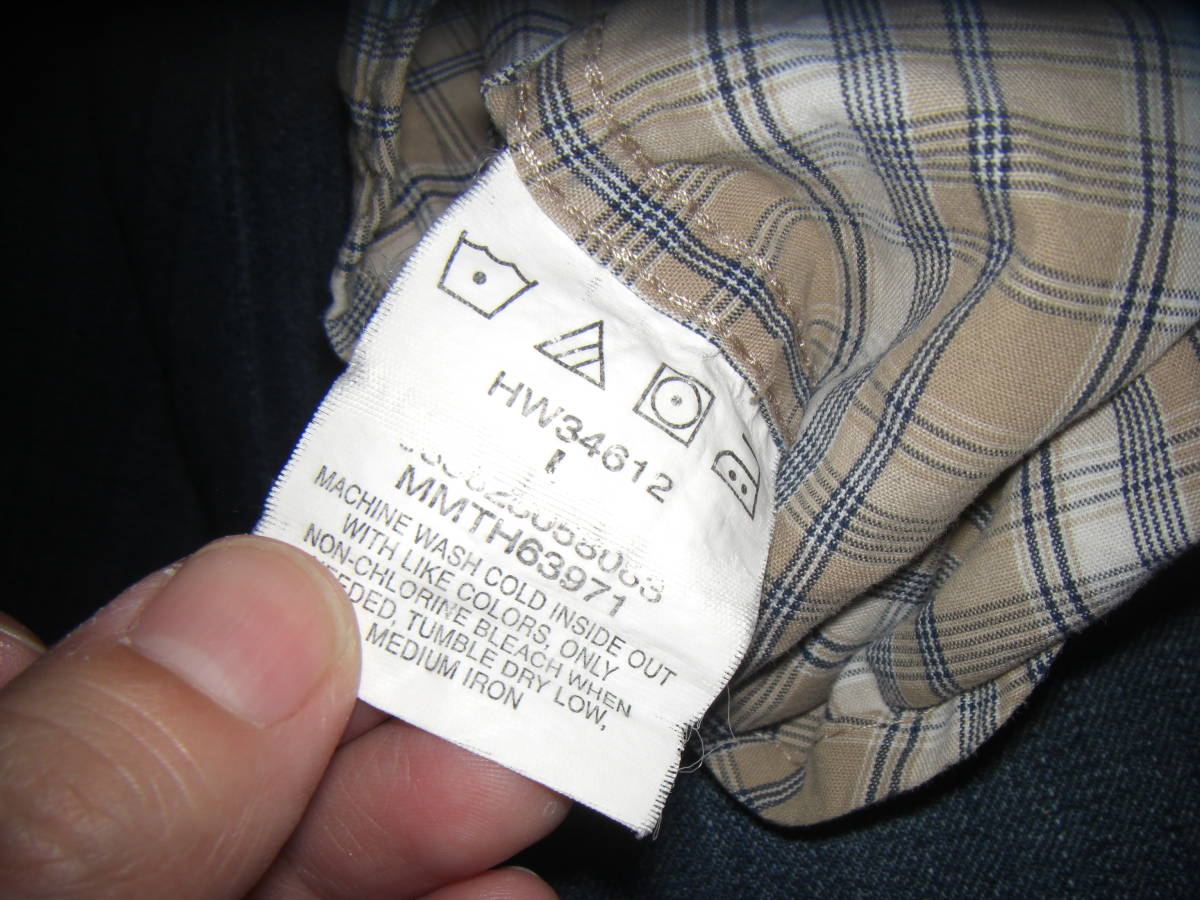 HW34612
MMTH63971
MACHINE WASH COLD INSIDE OUT
WITH LIKE COLORS, ONLY
NON-CHLORINE BLEACH WHEN
TUMBLE DRY LOW,
MEDIUM IRON